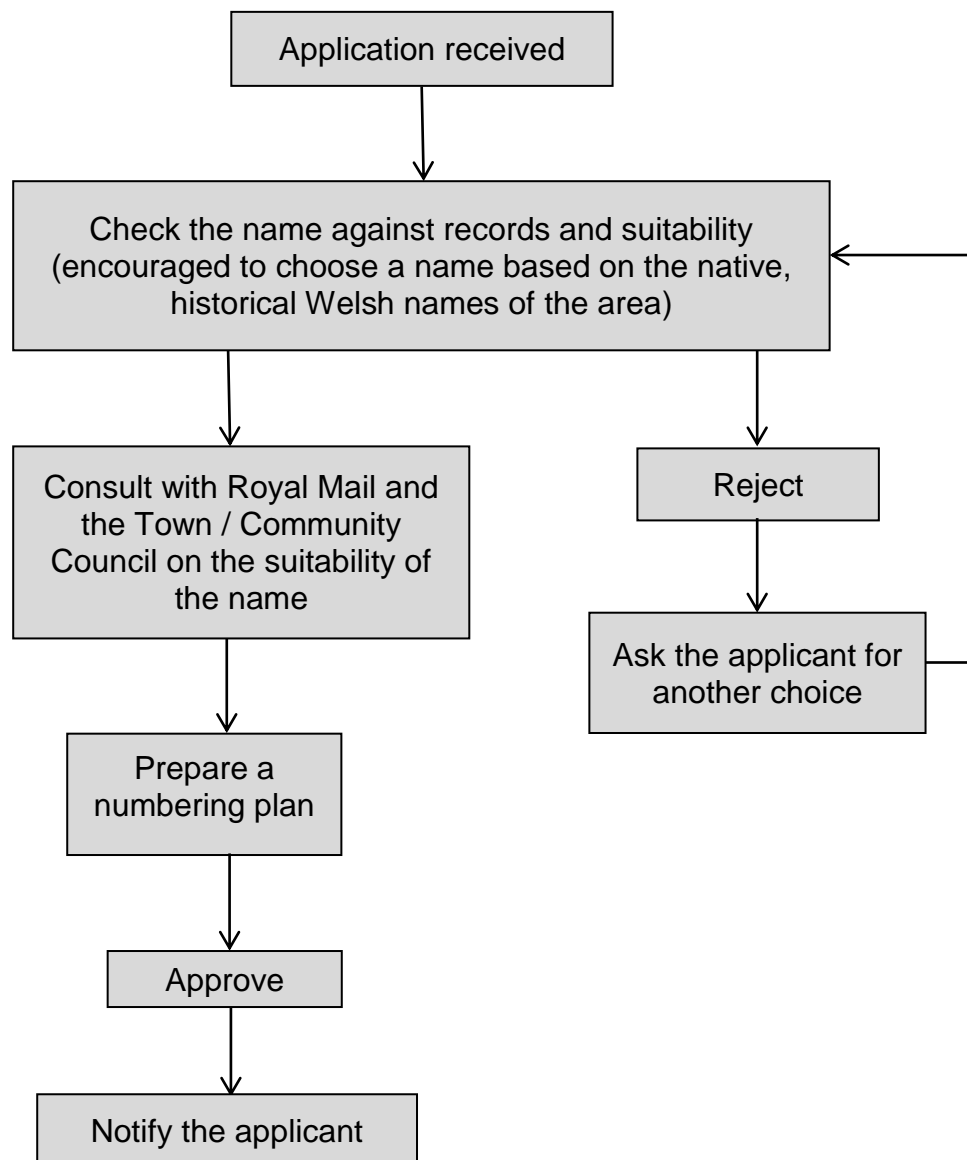 Application received
Check the name against records and suitability
(encouraged to choose a name based on the native,
historical Welsh names of the area)
Consult with Royal Mail and
the Town / Community
Council on the suitability of
the name
Reject
Ask the applicant for
another choice
Prepare a
numbering plan
Approve
Notify the applicant